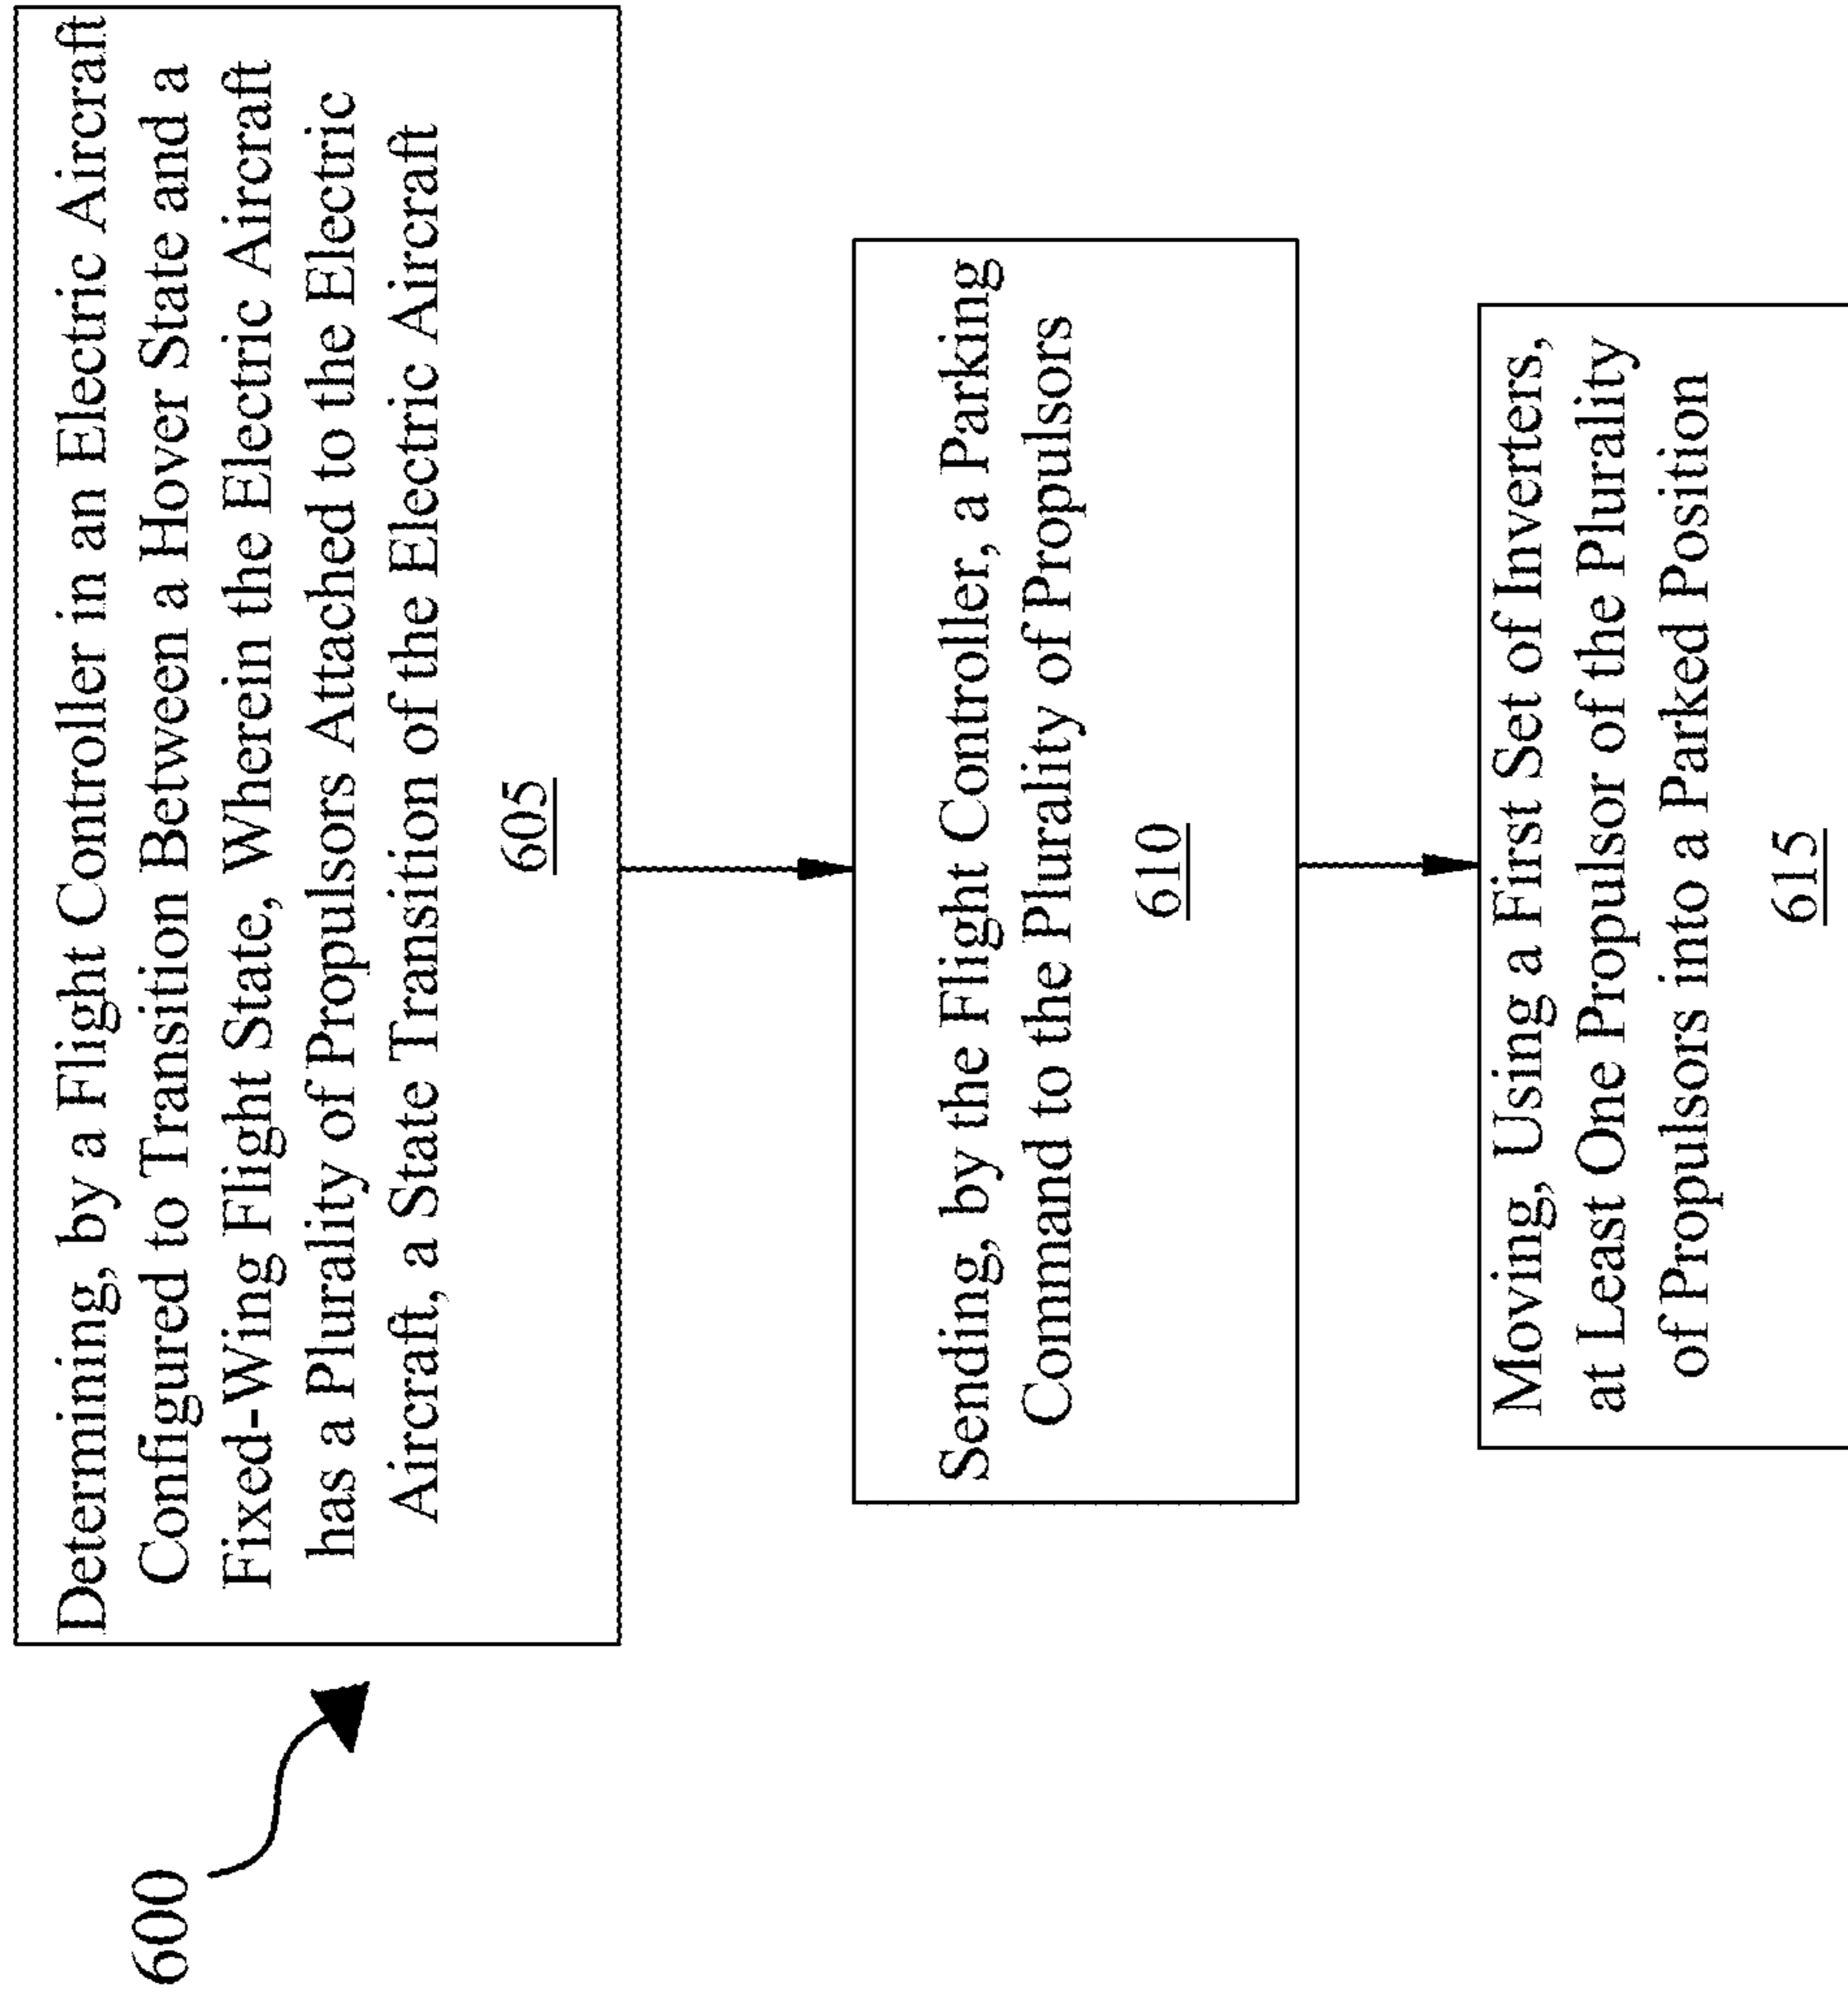 600
Determining, by a Flight Controller in an Electric Aircraft
Configured to Transition Between a Hover State and a
Fixed-Wing Flight State, Wherein the Electric Aircraft
has a Plurality of Propulsors Attached to the Electric
Aircraft, a State Transition of the Electric Aircraft
605
Sending, by the Flight Controller, a Parking
Command to the Plurality of Propulsors
610
Moving, Using a First Set of Inverters,
at Least One Propulsor of the Plurality
of Propulsors into a Parked Position
615